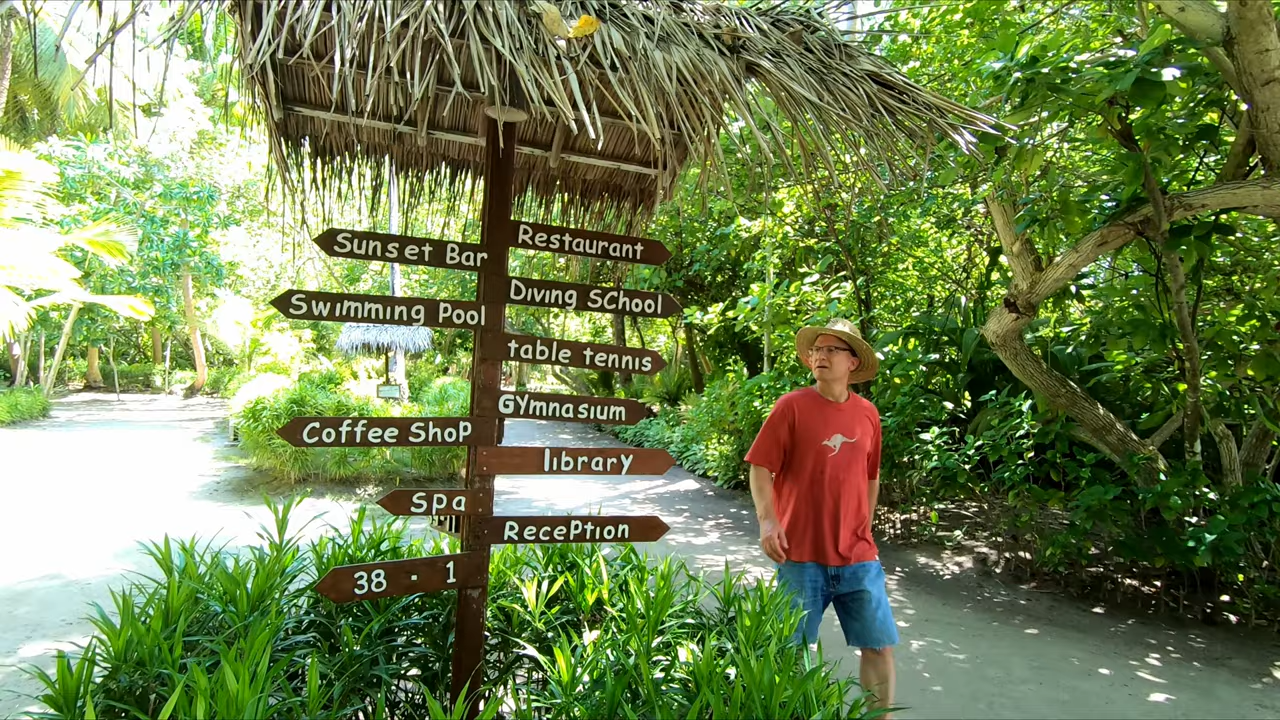 Sunset Bar
Restaurant
Swimming Pool
Diving SChool
table tennis
GYmnasium
Coffee ShoP
library
SPa
RecePtion
38 - 1